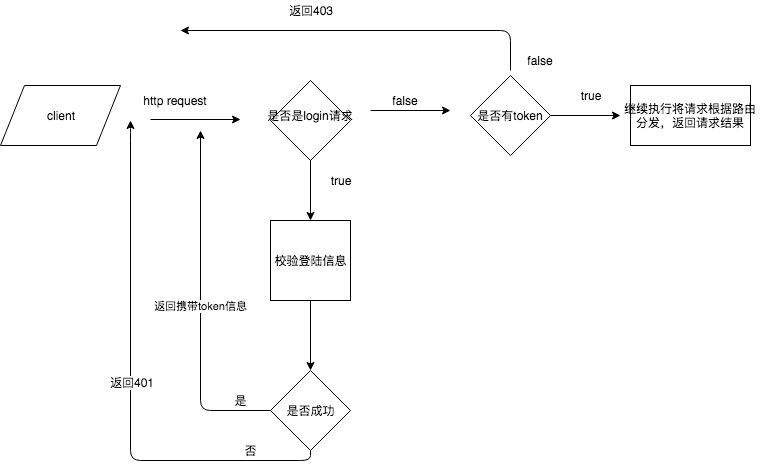 返回403
false
client
http request
是否是login请求
false
是否有token
true
继续执行将请求根据路由
分发，返回请求结果
true
校验登陆信息
返回携带token信息
返回401
是
是否成功
否